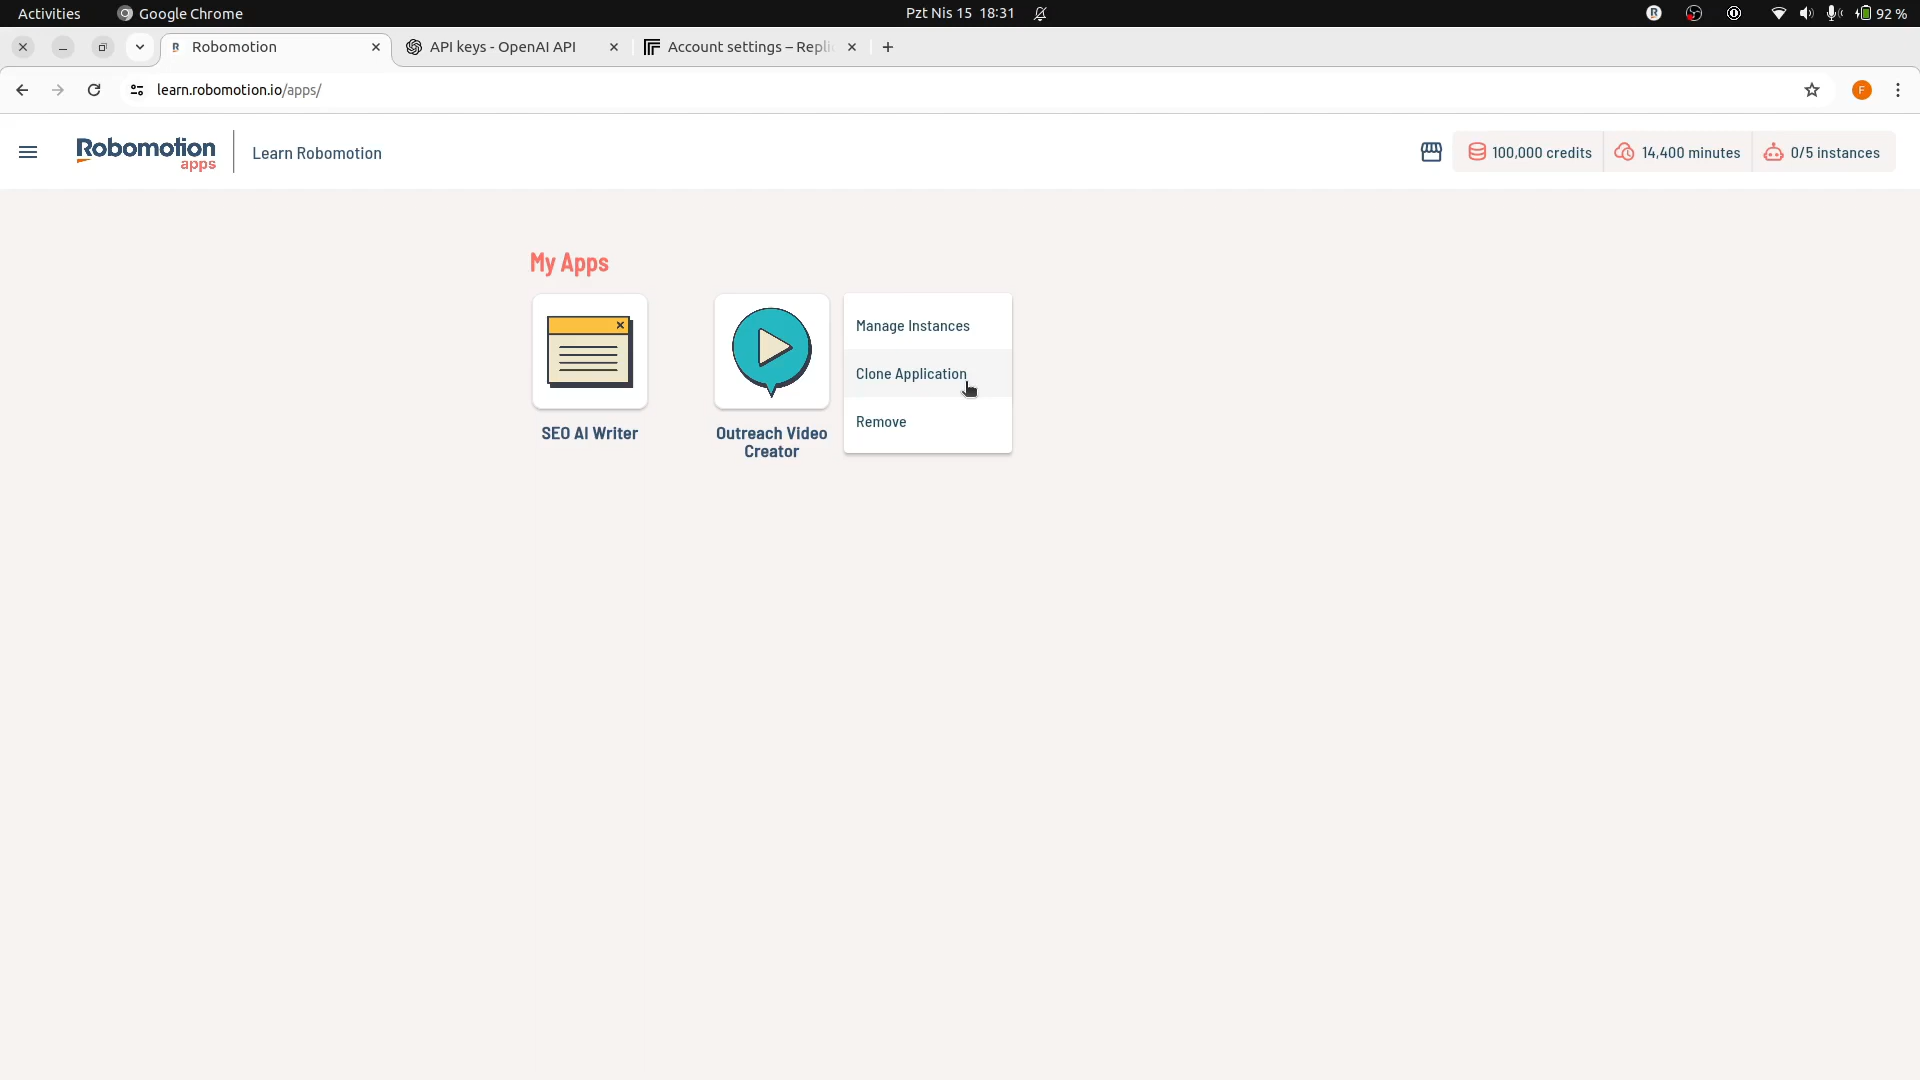 Activities Google Chrome Pzt Nis 15 18:31 92 %
Robomotion API keys - OpenAI API Account settings – Repli
learn.robomotion.io/apps/ F
Robomotion apps Learn Robomotion 100,000 credits 14,400 minutes 0/5 instances
My Apps
Manage Instances
Clone Application
Remove
SEO AI Writer
Outreach Video
Creator